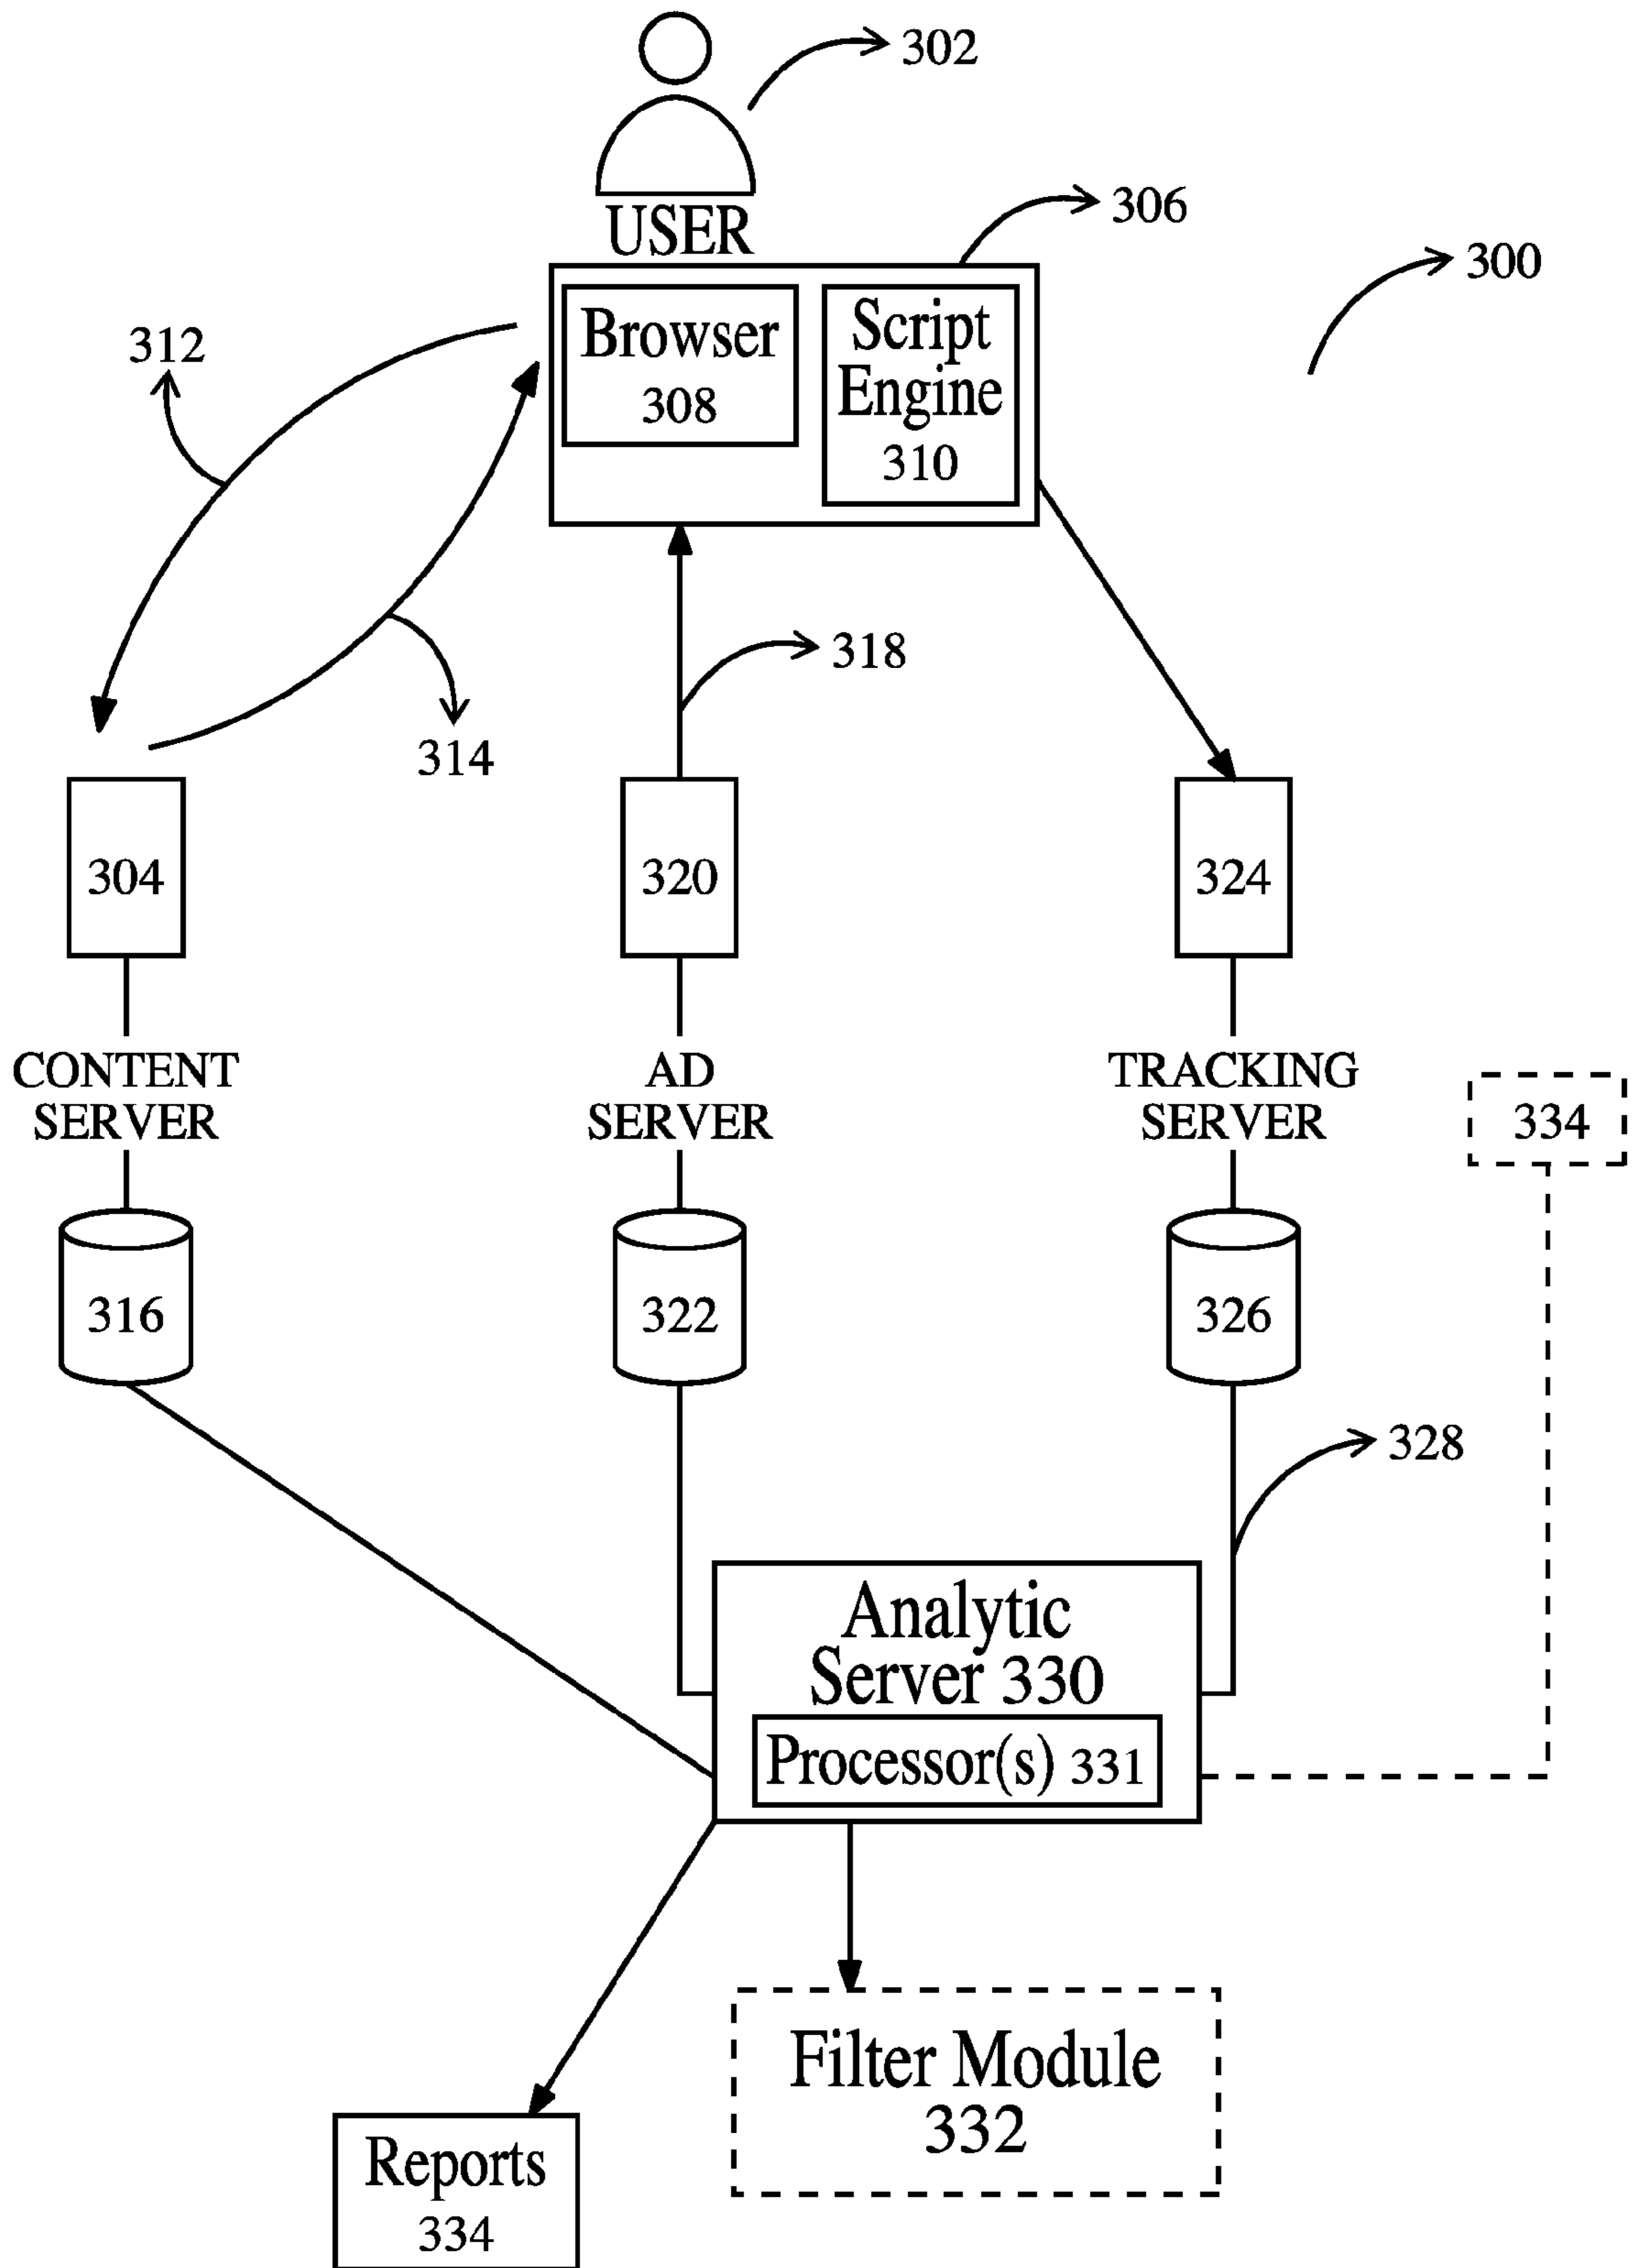 302
USER
306
300
Browser
308
Script
Engine
310
312
318
314
304
320
324
CONTENT
SERVER
AD
SERVER
TRACKING
SERVER
334
316
322
326
328
Analytic
Server 330
Processor(s) 331
Filter Module
332
Reports
334